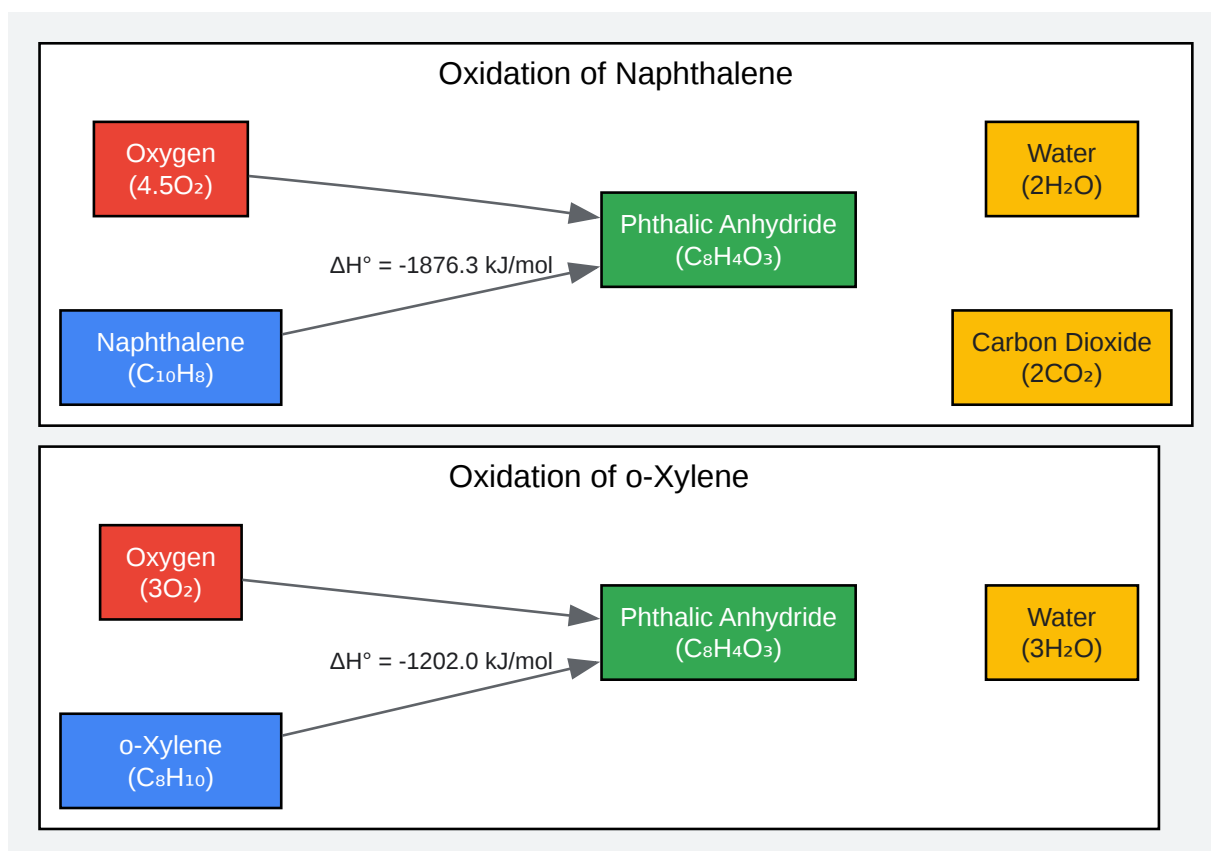 Oxidation of Naphthalene
Oxygen
(4.5O₂)
Water
(2H₂O)
Phthalic Anhydride
(C₈H₄O₃)
ΔH° = -1876.3 kJ/mol
Naphthalene
(C₁₀H₈)
Carbon Dioxide
(2CO₂)
Oxidation of o-Xylene
Oxygen
(3O₂)
Phthalic Anhydride
(C₈H₄O₃)
Water
(3H₂O)
ΔH° = -1202.0 kJ/mol
o-Xylene
(C₈H₁₀)